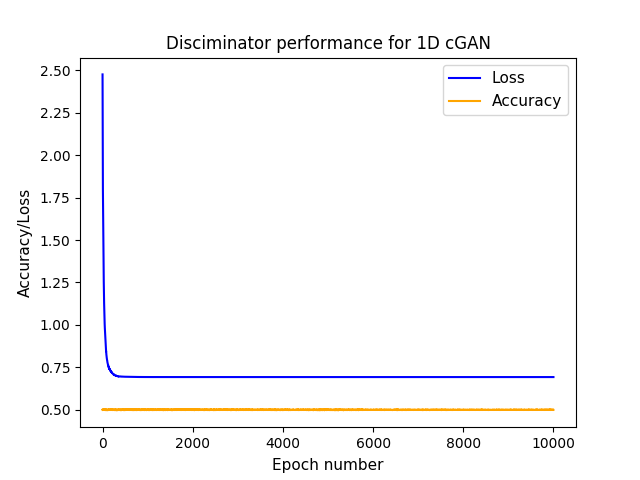 Disciminator performance for 1D cGAN
Loss
Accuracy
2.50
2.25
2.00
1.75
1.50
1.25
1.00
0.75
0.50
Accuracy/Loss
0 2000 4000 6000 8000 10000
Epoch number